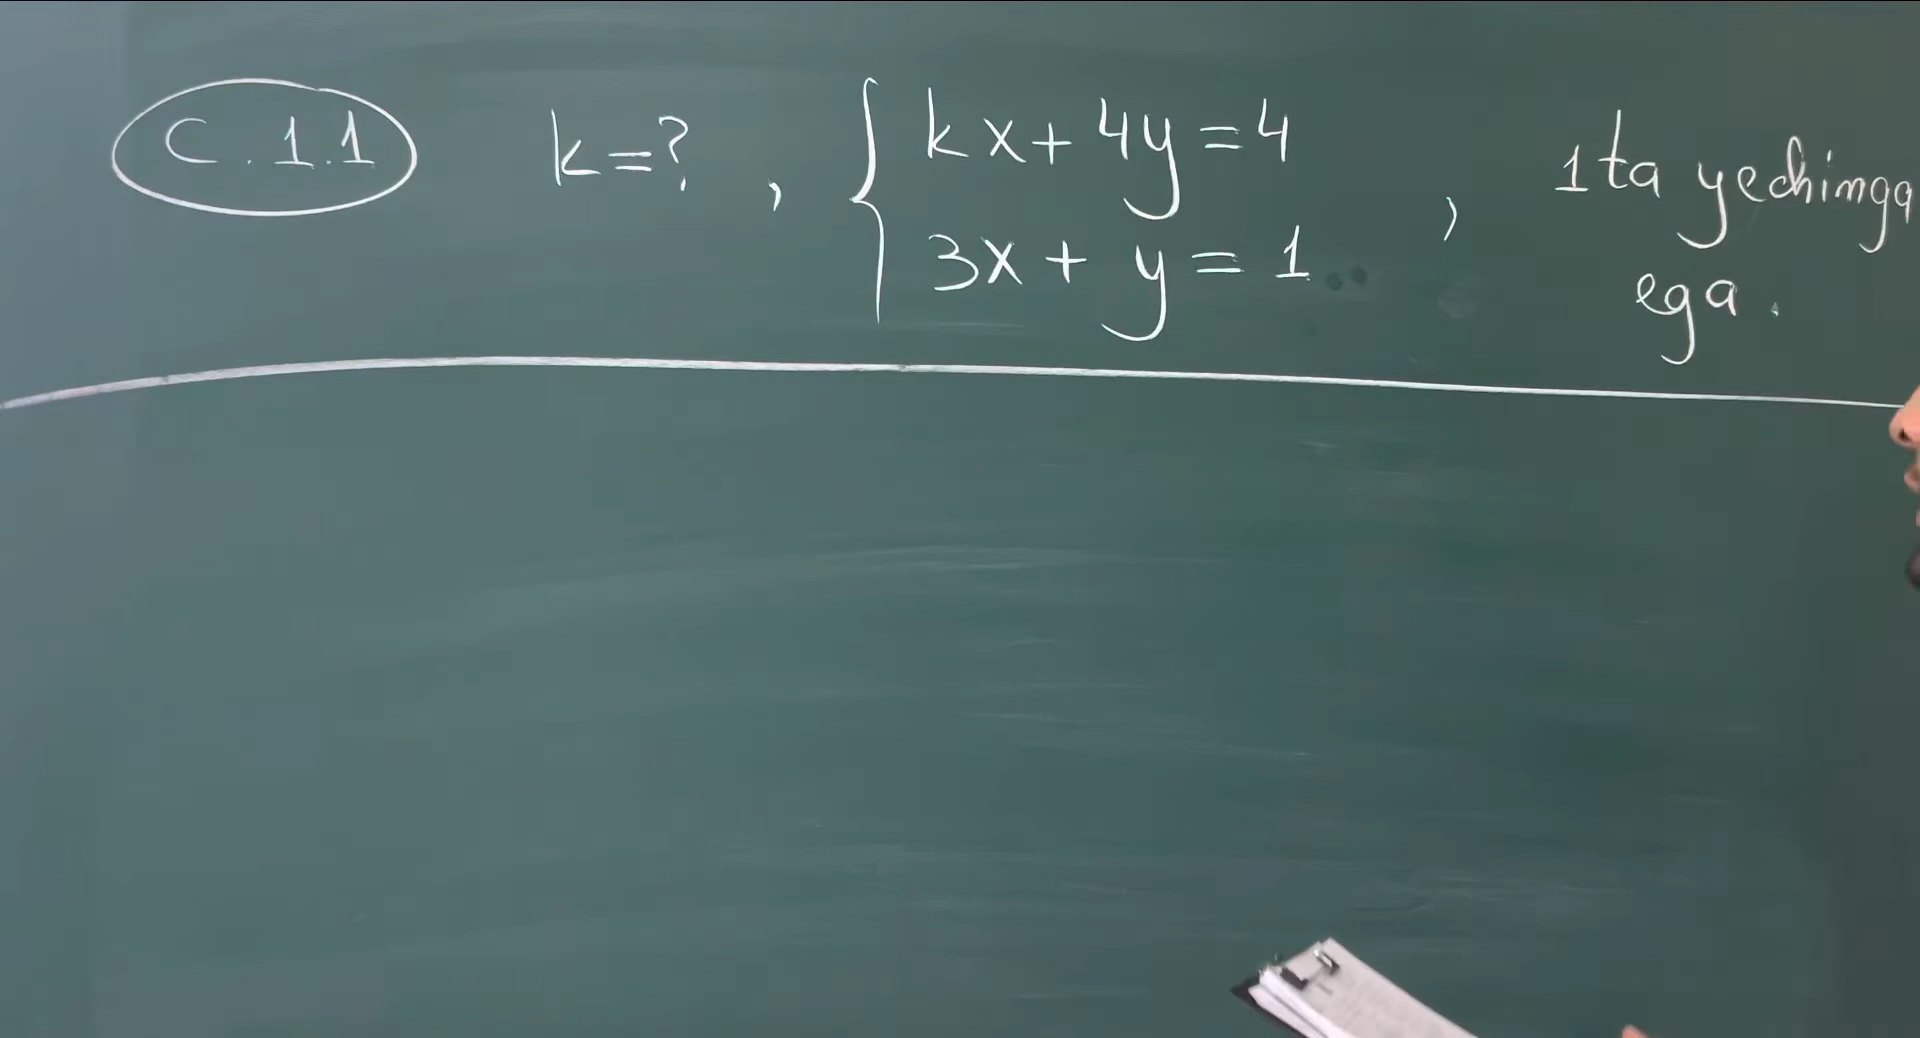 C.1.1 k=? , { kx+4y=4 , 1ta yechimga
3x+y=1 ega.